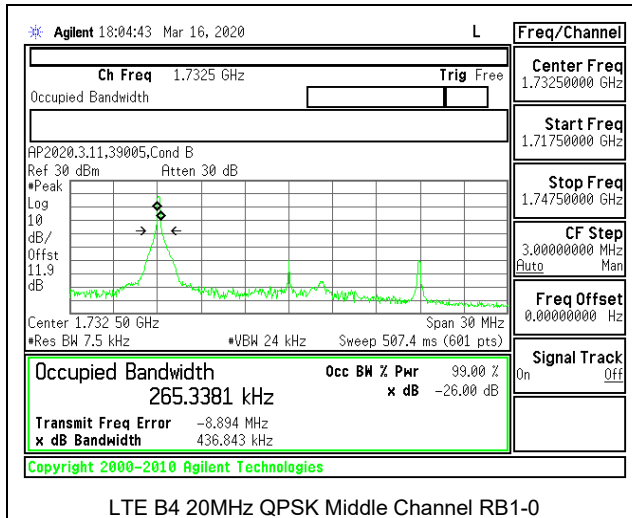 Agilent 18:04:43 Mar 16, 2020 L
Freq/Channel
Ch Freq 1.7325 GHz Trig Free
Occupied Bandwidth
Center Freq
1.73250000 GHz
Start Freq
1.71750000 GHz
Stop Freq
1.74750000 GHz
CF Step
3.00000000 MHz
Auto Man
Freq Offset
0.00000000 Hz
Signal Track
On Off
AP2020.3.11,39005,Cond B
Ref 30 dBm Atten 30 dB
#Peak
Log
10
dB/
Offst
11.9
dB
Center 1.732 50 GHz Span 30 MHz
#Res BW 7.5 kHz #VBW 24 kHz Sweep 507.4 ms (601 pts)
Occupied Bandwidth Occ BW % Pwr 99.00 %
265.3381 kHz x dB -26.00 dB
Transmit Freq Error -8.894 MHz
x dB Bandwidth 436.843 kHz
Copyright 2000-2010 Agilent Technologies
LTE B4 20MHz QPSK Middle Channel RB1-0